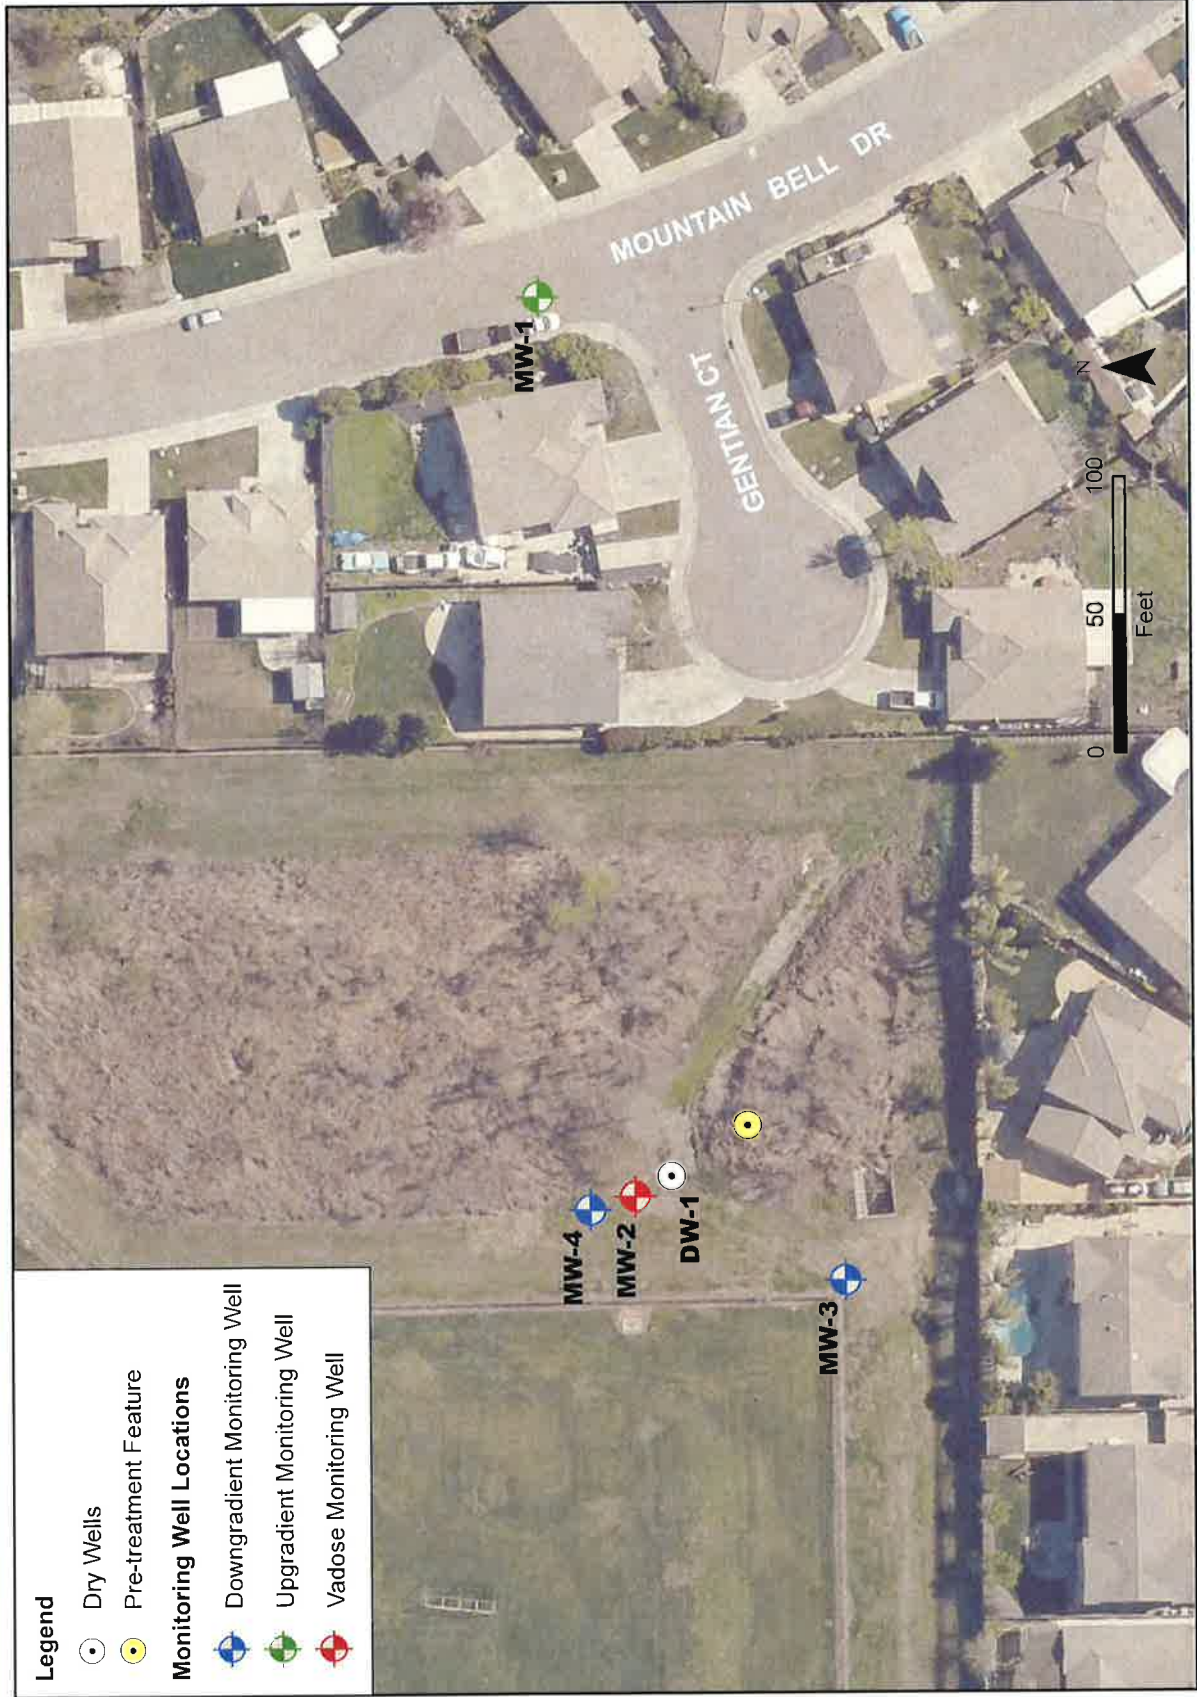 Legend
Dry Wells
Pre-treatment Feature
Monitoring Well Locations
Downgradient Monitoring Well
Upgradient Monitoring Well
Vadose Monitoring Well
MW-4
MW-2
DW-1
MW-3
MW-1
MOUNTAIN BELL DR
GENTIAN CT
N
0 50 100
Feet